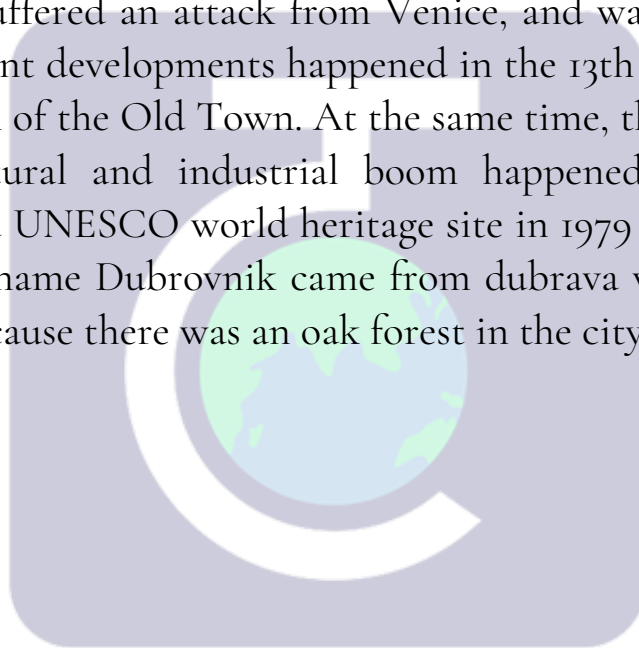 uffered an attack from Venice, and wa
nt developments happened in the 13th
of the Old Town. At the same time, th
ural and industrial boom happened
UNESCO world heritage site in 1979
name Dubrovnik came from dubrava
cause there was an oak forest in the city